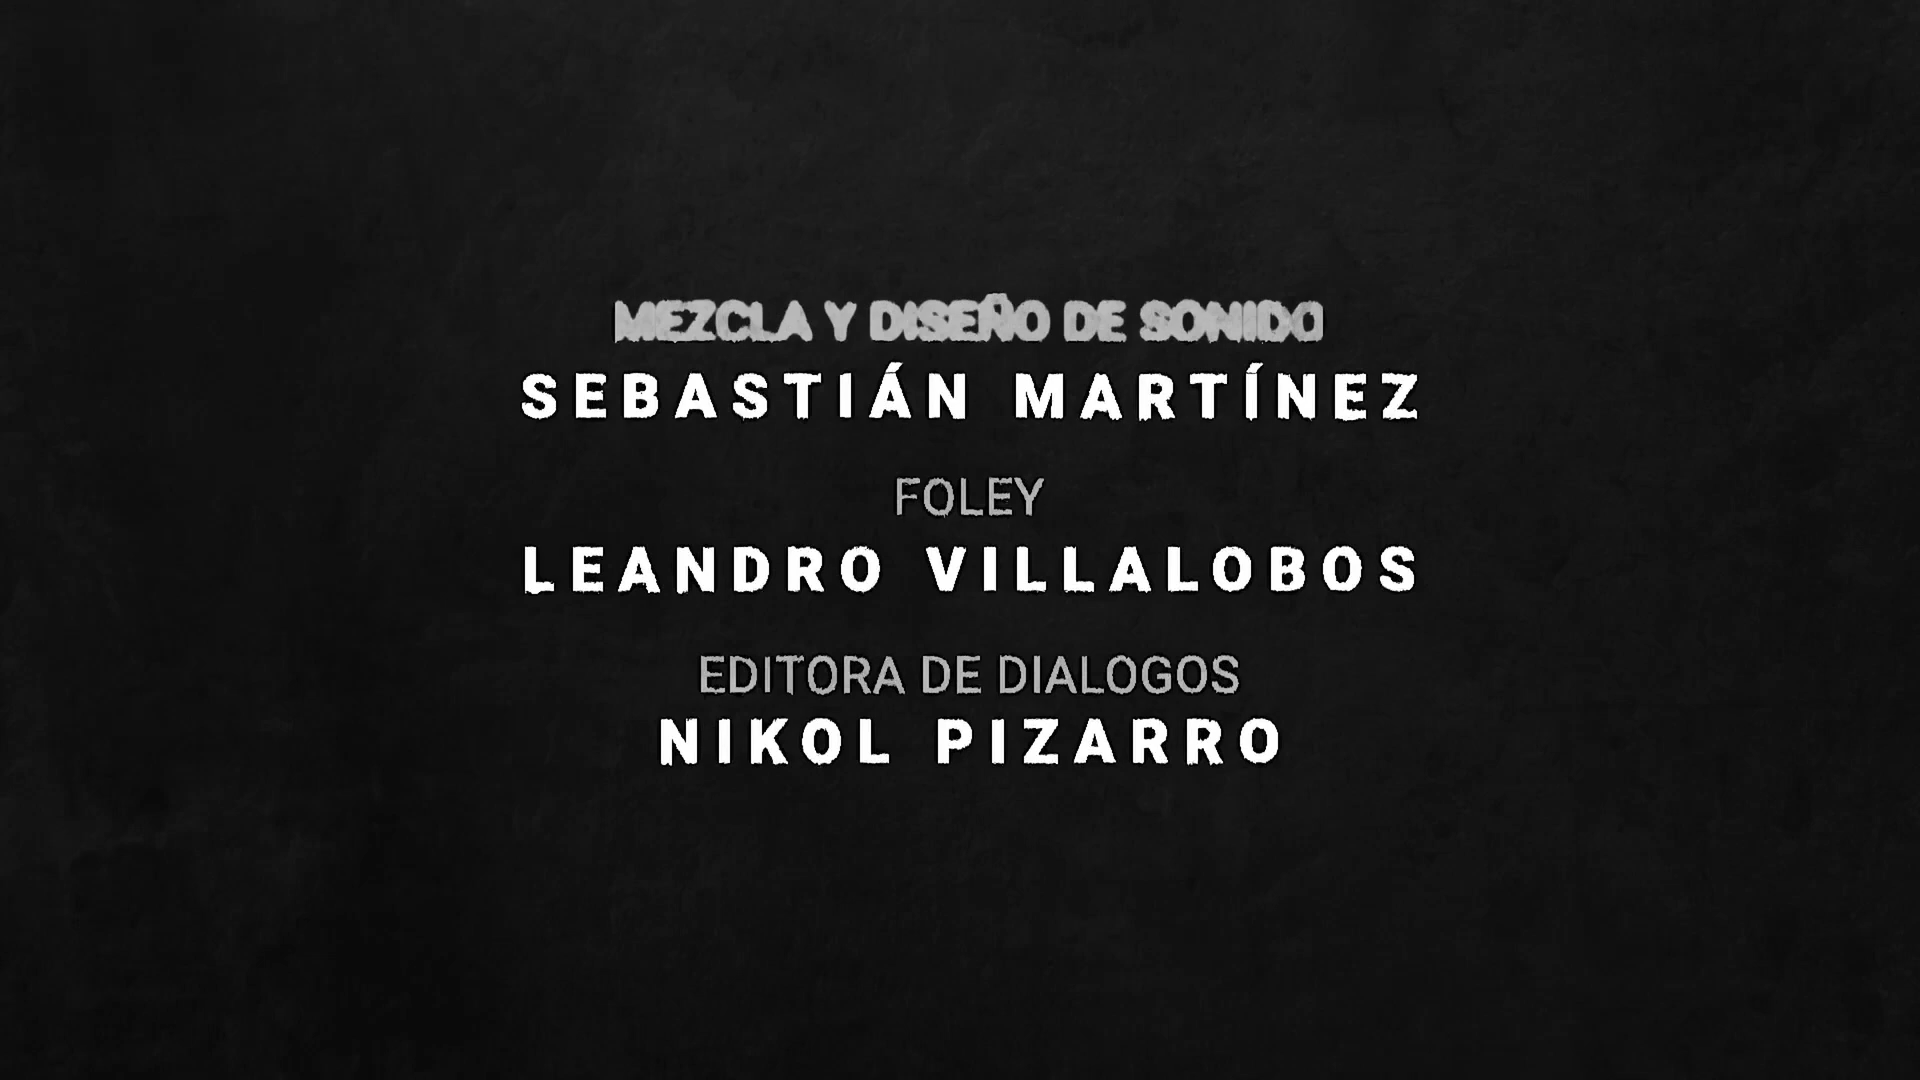 MEZCLA Y DISEÑO DE SONIDO
SEBASTIÁN MARTÍNEZ
FOLEY
LEANDRO VILLALOBOS
EDITORA DE DIALOGOS
NIKOL PIZARRO